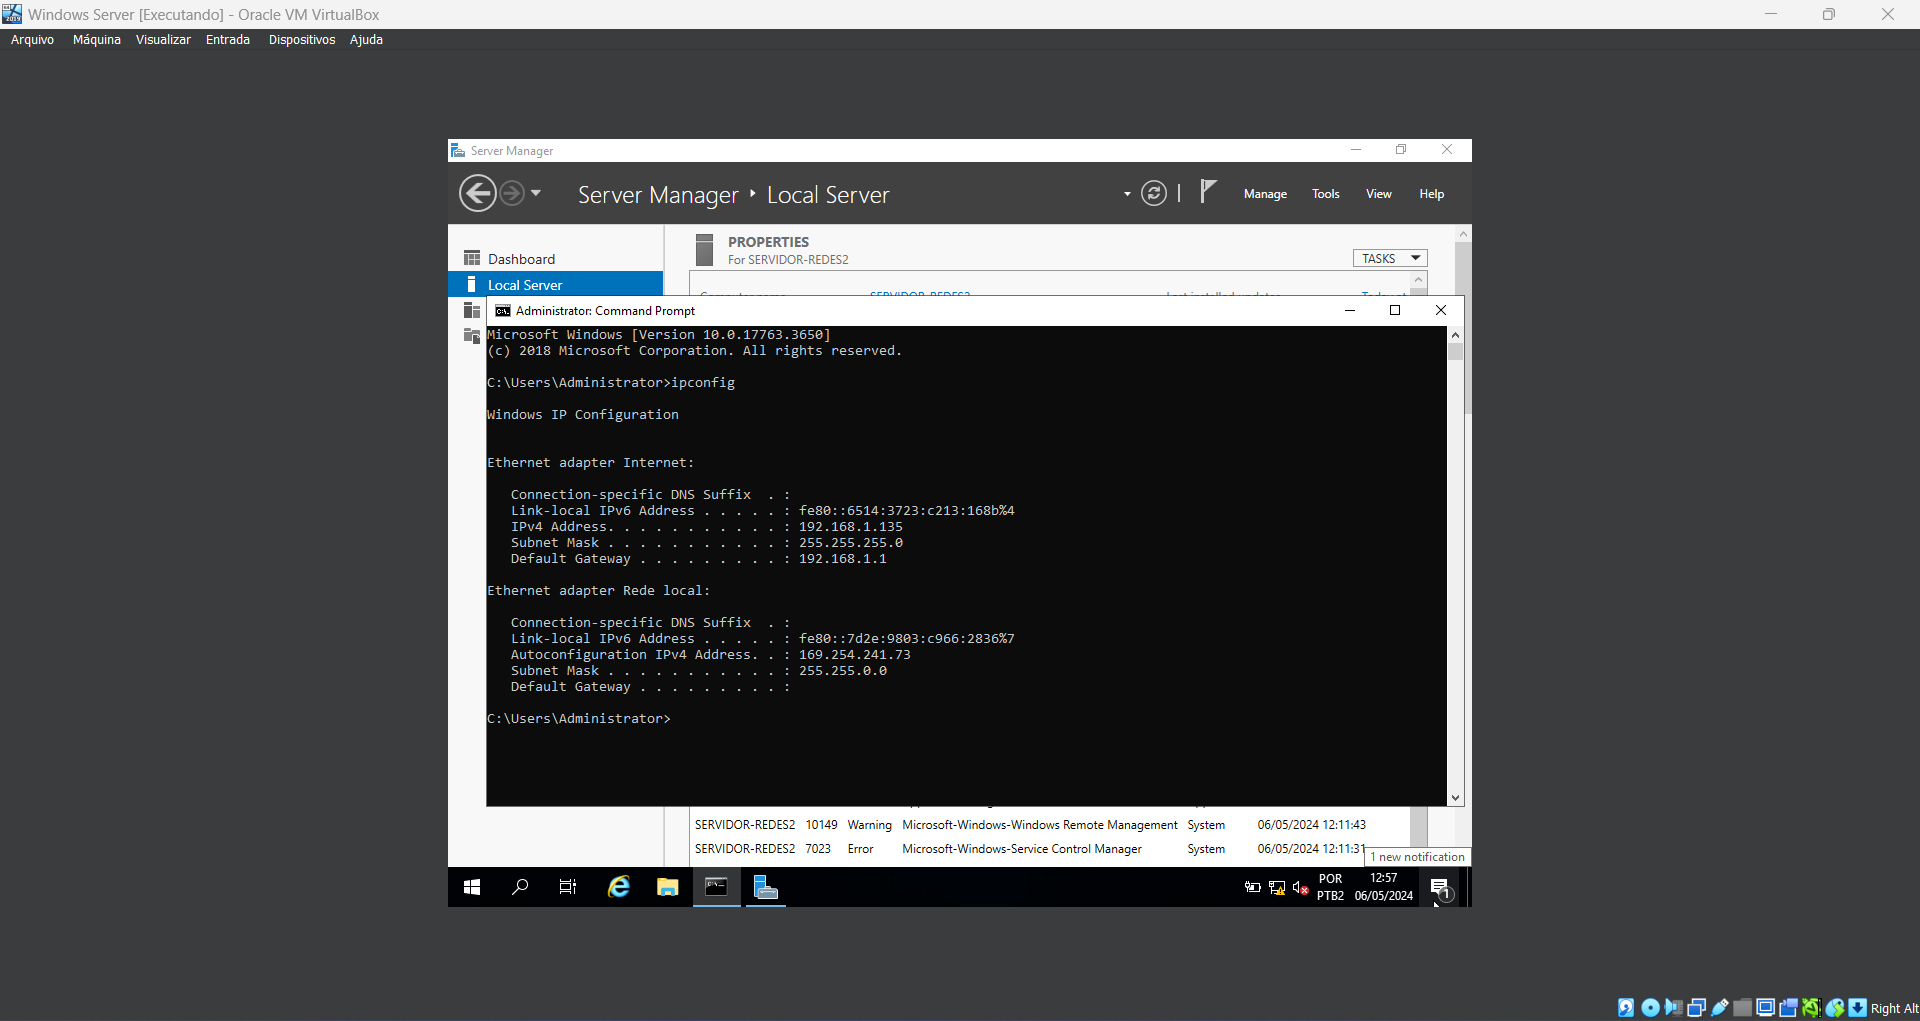 Windows Server [Executando] - Oracle VM VirtualBox
Arquivo Máquina Visualizar Entrada Dispositivos Ajuda
Server Manager
Server Manager ‣ Local Server
Manage Tools View Help
PROPERTIES
For SERVIDOR-REDES2
TASKS
Dashboard
Local Server
Administrator: Command Prompt
Microsoft Windows [Version 10.0.17763.3650]
(c) 2018 Microsoft Corporation. All rights reserved.
C:\Users\Administrator>ipconfig
Windows IP Configuration
Ethernet adapter Internet:
Connection-specific DNS Suffix  . :
Link-local IPv6 Address . . . . . : fe80::6514:3723:c213:168b%4
IPv4 Address. . . . . . . . . . . : 192.168.1.135
Subnet Mask . . . . . . . . . . . : 255.255.255.0
Default Gateway . . . . . . . . . : 192.168.1.1
Ethernet adapter Rede local:
Connection-specific DNS Suffix  . :
Link-local IPv6 Address . . . . . : fe80::7d2e:9803:c966:2836%7
Autoconfiguration IPv4 Address. . : 169.254.241.73
Subnet Mask . . . . . . . . . . . : 255.255.0.0
Default Gateway . . . . . . . . . :
C:\Users\Administrator>
SERVIDOR-REDES2 10149 Warning Microsoft-Windows-Windows Remote Management System 06/05/2024 12:11:43
SERVIDOR-REDES2 7023 Error Microsoft-Windows-Service Control Manager System 06/05/2024 12:11:31
1 new notification
POR 12:57
PTB2 06/05/2024
1
Right Alt